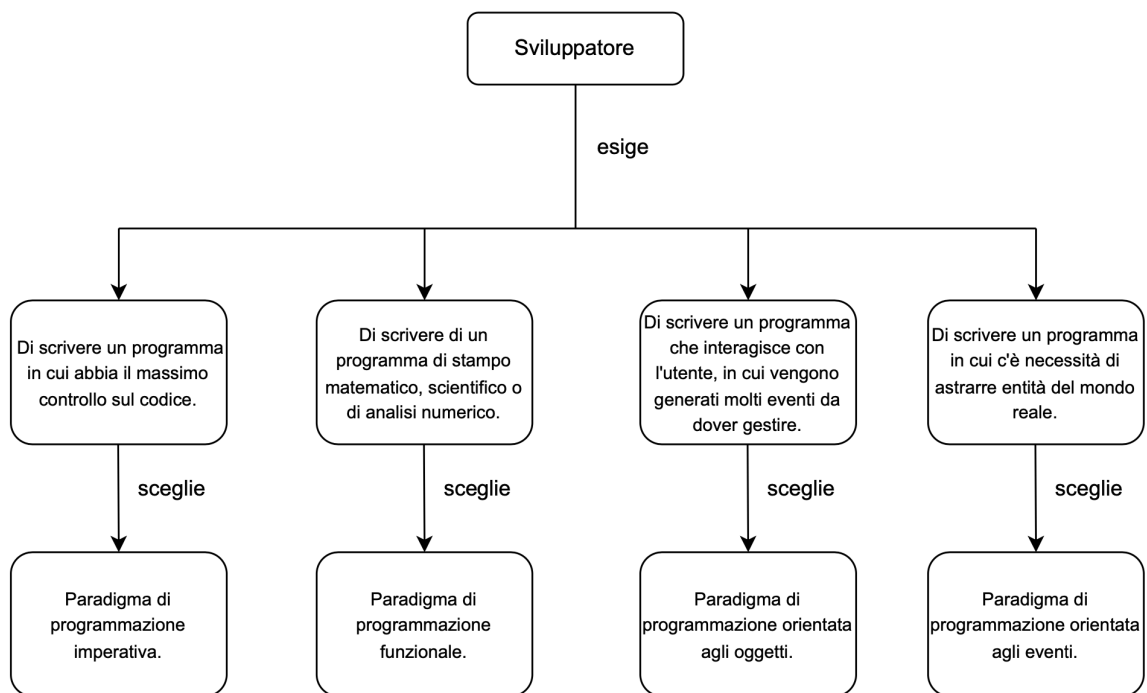 Sviluppatore
esige
Di scrivere un programma
in cui abbia il massimo
controllo sul codice.
Di scrivere di un
programma di stampo
matematico, scientifico o
di analisi numerico.
Di scrivere un programma
che interagisce con
l'utente, in cui vengono
generati molti eventi da
dover gestire.
Di scrivere un programma
in cui c'è necessità di
astrarre entità del mondo
reale.
sceglie
sceglie
sceglie
sceglie
Paradigma di
programmazione
imperativa.
Paradigma di
programmazione
funzionale.
Paradigma di
programmazione orientata
agli oggetti.
Paradigma di
programmazione orientata
agli eventi.